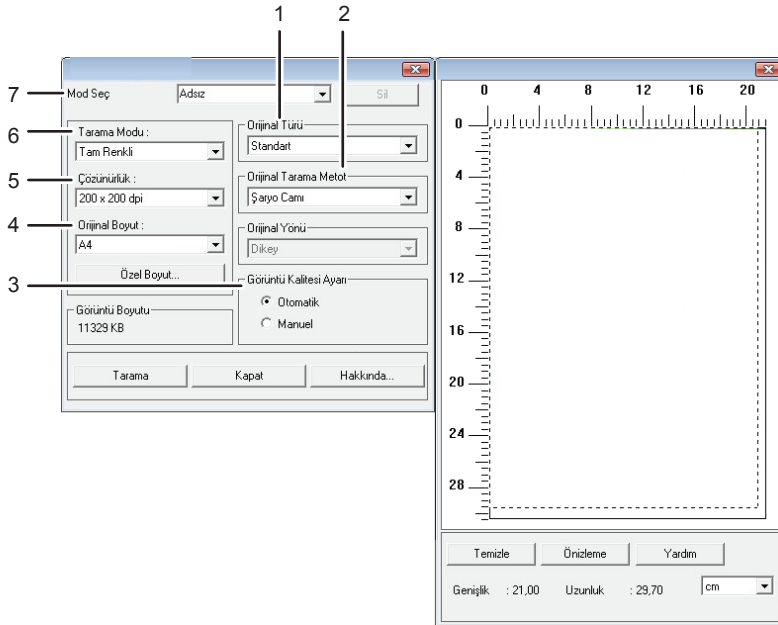 1
2
7
Mod Seç
Adsız
Sil
6
Tarama Modu :
Tam Renkli
5
Çözünürlük :
200 x 200 dpi
4
Orijinal Boyut :
A4
Özel Boyut...
Görüntü Boyutu
11329 KB
Orijinal Türü
Standart
Orijinal Tarama Metot
Şaryo Camı
Orijinal Yönü
Dikey
3
Görüntü Kalitesi Ayarı
Otomatik
Manuel
Tarama
Kapat
Hakkında...
0 4 8 12 16 20
0
4
8
12
16
20
24
28
Temizle
Önizleme
Yardım
Genişlik : 21,00 Uzunluk : 29,70 cm